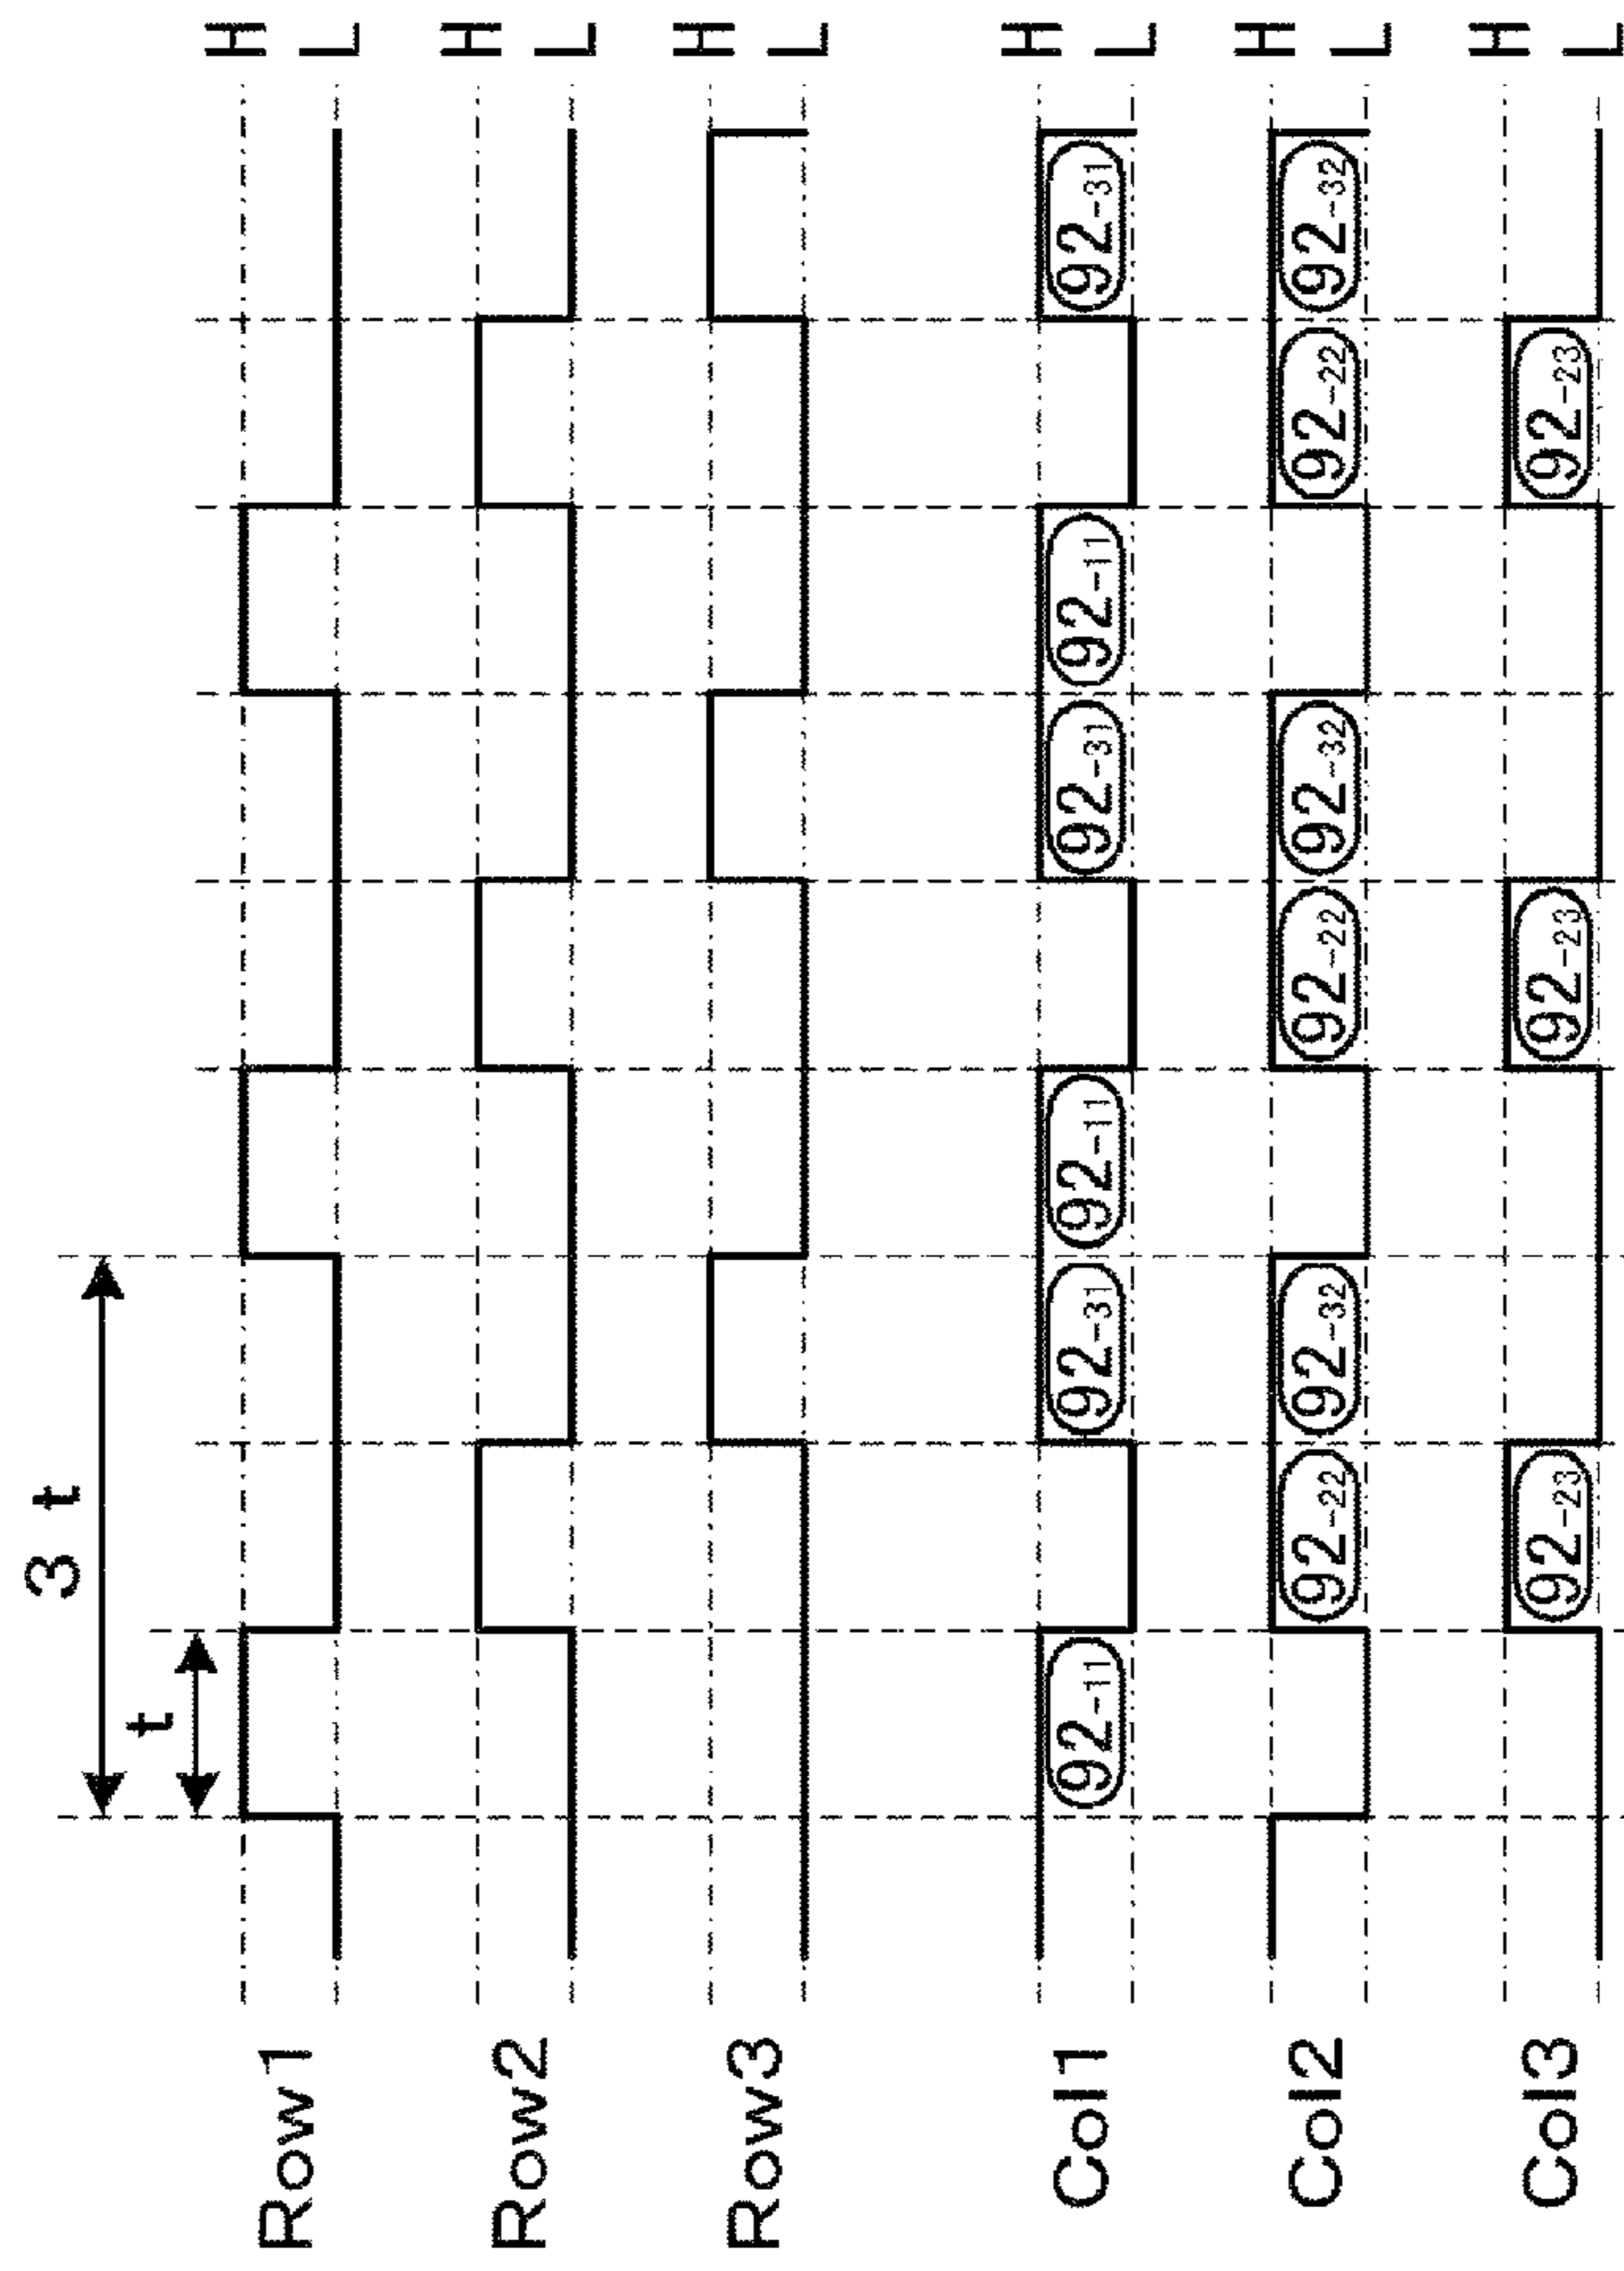 3 t
t
Row1 H L
Row2 H L
Row3 H L
Col1 92-11 92-31 92-11 92-31 92-11 92-31 H L
Col2 92-22 92-32 92-22 92-32 92-22 92-32 H L
Col3 92-23 92-23 92-23 H L